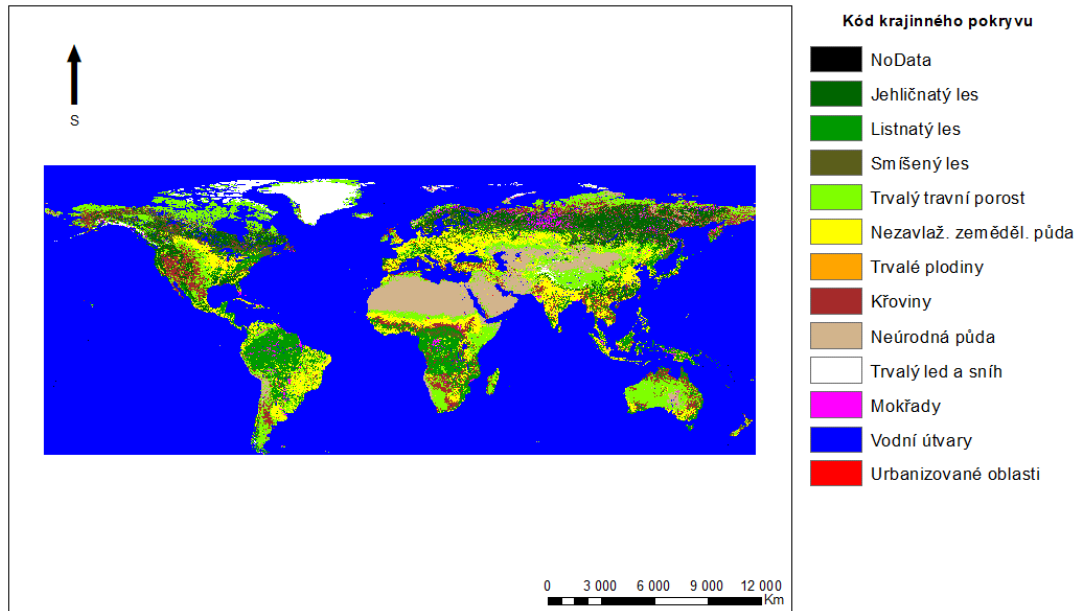 Kód krajinného pokryvu
NoData
Jehličnatý les
Listnatý les
Smíšený les
Trvalý travní porost
Nezavlaž. zeměděl. půda
Trvalé plodiny
Křoviny
Neúrodná půda
Trvalý led a sníh
Mokřady
Vodní útvary
Urbanizované oblasti
S
0 3 000 6 000 9 000 12 000
Km